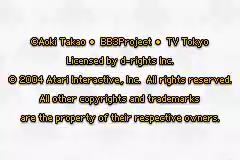 ©Aoki Takao ● BB3Project ● TV Tokyo
Licensed by d-rights Inc.
© 2004 Atari Interactive, Inc. All rights reserved.
All other copyrights and trademarks
are the property of their respective owners.